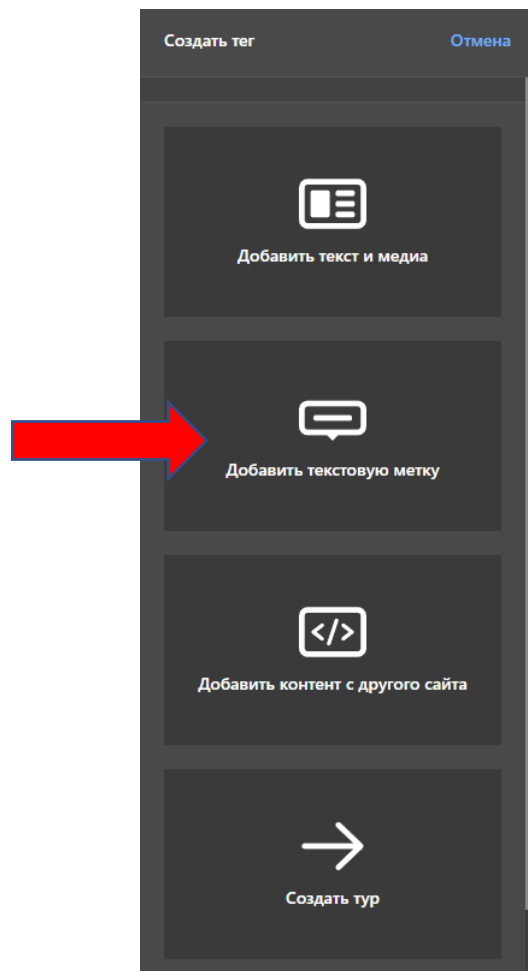 Создать тег Отмена
Добавить текст и медиа
Добавить текстовую метку
</>
Добавить контент с другого сайта
Создать тур